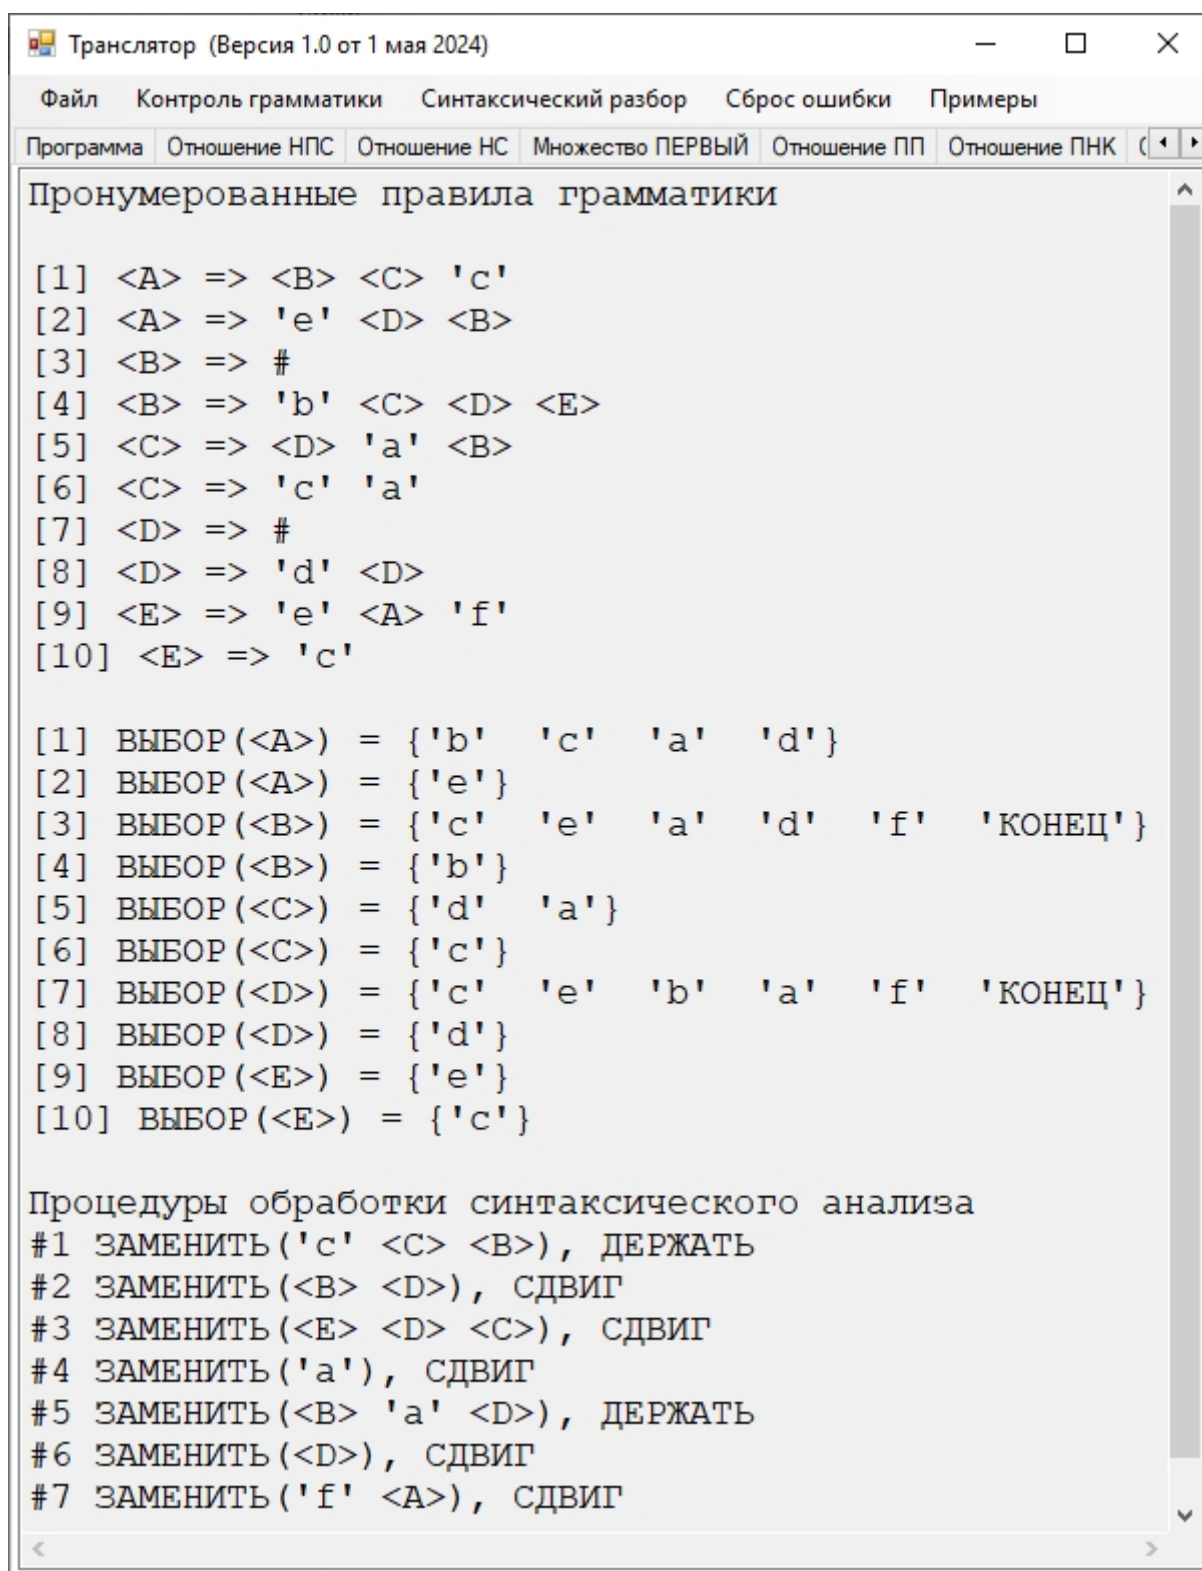 Транслятор (Версия 1.0 от 1 мая 2024)
Файл Контроль грамматики Синтаксический разбор Сброс ошибки Примеры
Программа Отношение НПС Отношение НС Множество ПЕРВЫЙ Отношение ПП Отношение ПНК
Пронумерованные правила грамматики
[1] <A> => <B> <C> 'c'
[2] <A> => 'e' <D> <B>
[3] <B> => #
[4] <B> => 'b' <C> <D> <E>
[5] <C> => <D> 'a' <B>
[6] <C> => 'c' 'a'
[7] <D> => #
[8] <D> => 'd' <D>
[9] <E> => 'e' <A> 'f'
[10] <E> => 'c'
[1] ВЫБОР(<A>) = {'b' 'c' 'a' 'd'}
[2] ВЫБОР(<A>) = {'e'}
[3] ВЫБОР(<B>) = {'c' 'e' 'a' 'd' 'f' 'КОНЕЦ'}
[4] ВЫБОР(<B>) = {'b'}
[5] ВЫБОР(<C>) = {'d' 'a'}
[6] ВЫБОР(<C>) = {'c'}
[7] ВЫБОР(<D>) = {'c' 'e' 'b' 'a' 'f' 'КОНЕЦ'}
[8] ВЫБОР(<D>) = {'d'}
[9] ВЫБОР(<E>) = {'e'}
[10] ВЫБОР(<E>) = {'c'}
Процедуры обработки синтаксического анализа
#1 ЗАМЕНИТЬ('c' <C> <B>), ДЕРЖАТЬ
#2 ЗАМЕНИТЬ(<B> <D>), СДВИГ
#3 ЗАМЕНИТЬ(<E> <D> <C>), СДВИГ
#4 ЗАМЕНИТЬ('a'), СДВИГ
#5 ЗАМЕНИТЬ(<B> 'a' <D>), ДЕРЖАТЬ
#6 ЗАМЕНИТЬ(<D>), СДВИГ
#7 ЗАМЕНИТЬ('f' <A>), СДВИГ